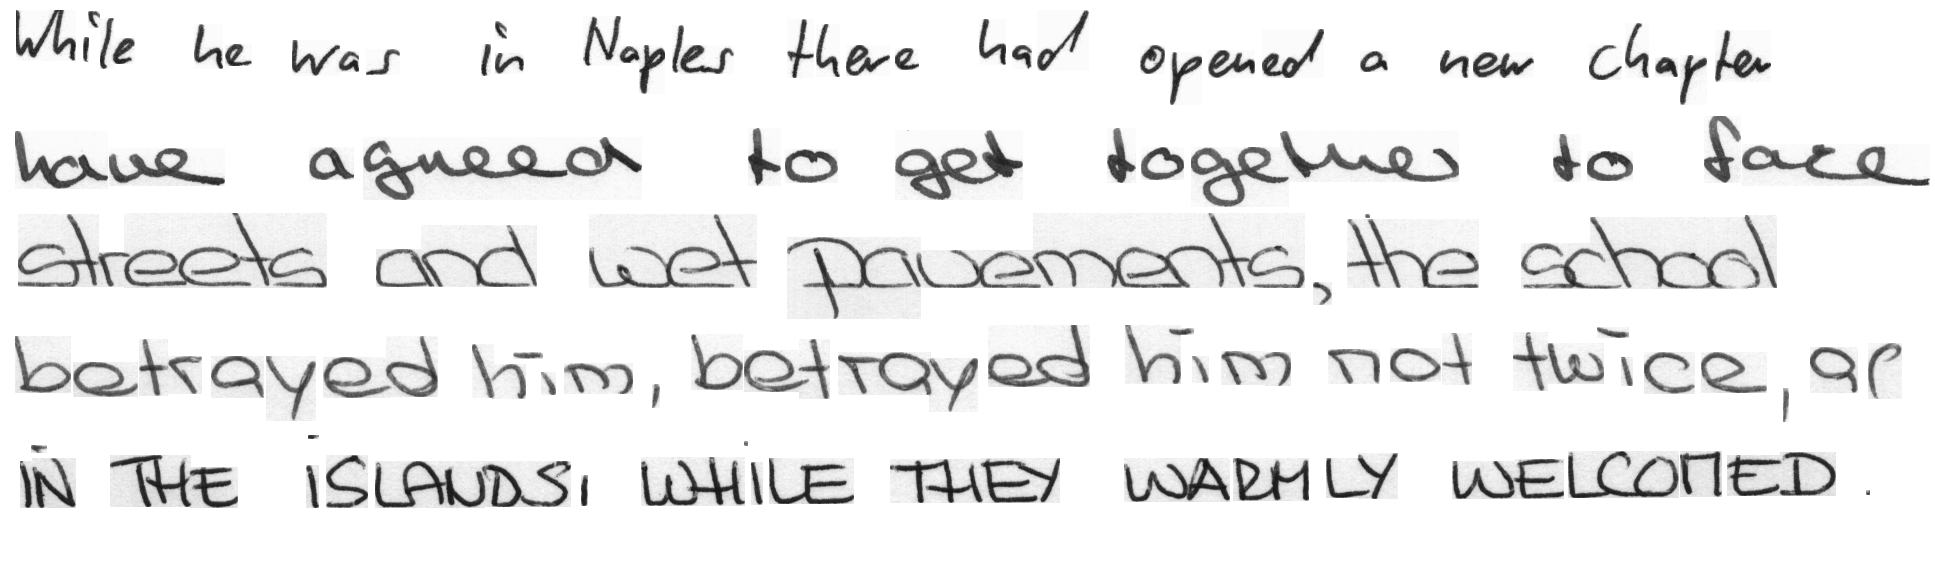 While he was in Naples there had opened a new chapter
have agreed to get together to face
streets and wet pavements, the school
betrayed him, betrayed him not twice, as
IN THE ISLANDS, WHILE THEY WARMLY WELCOMED.